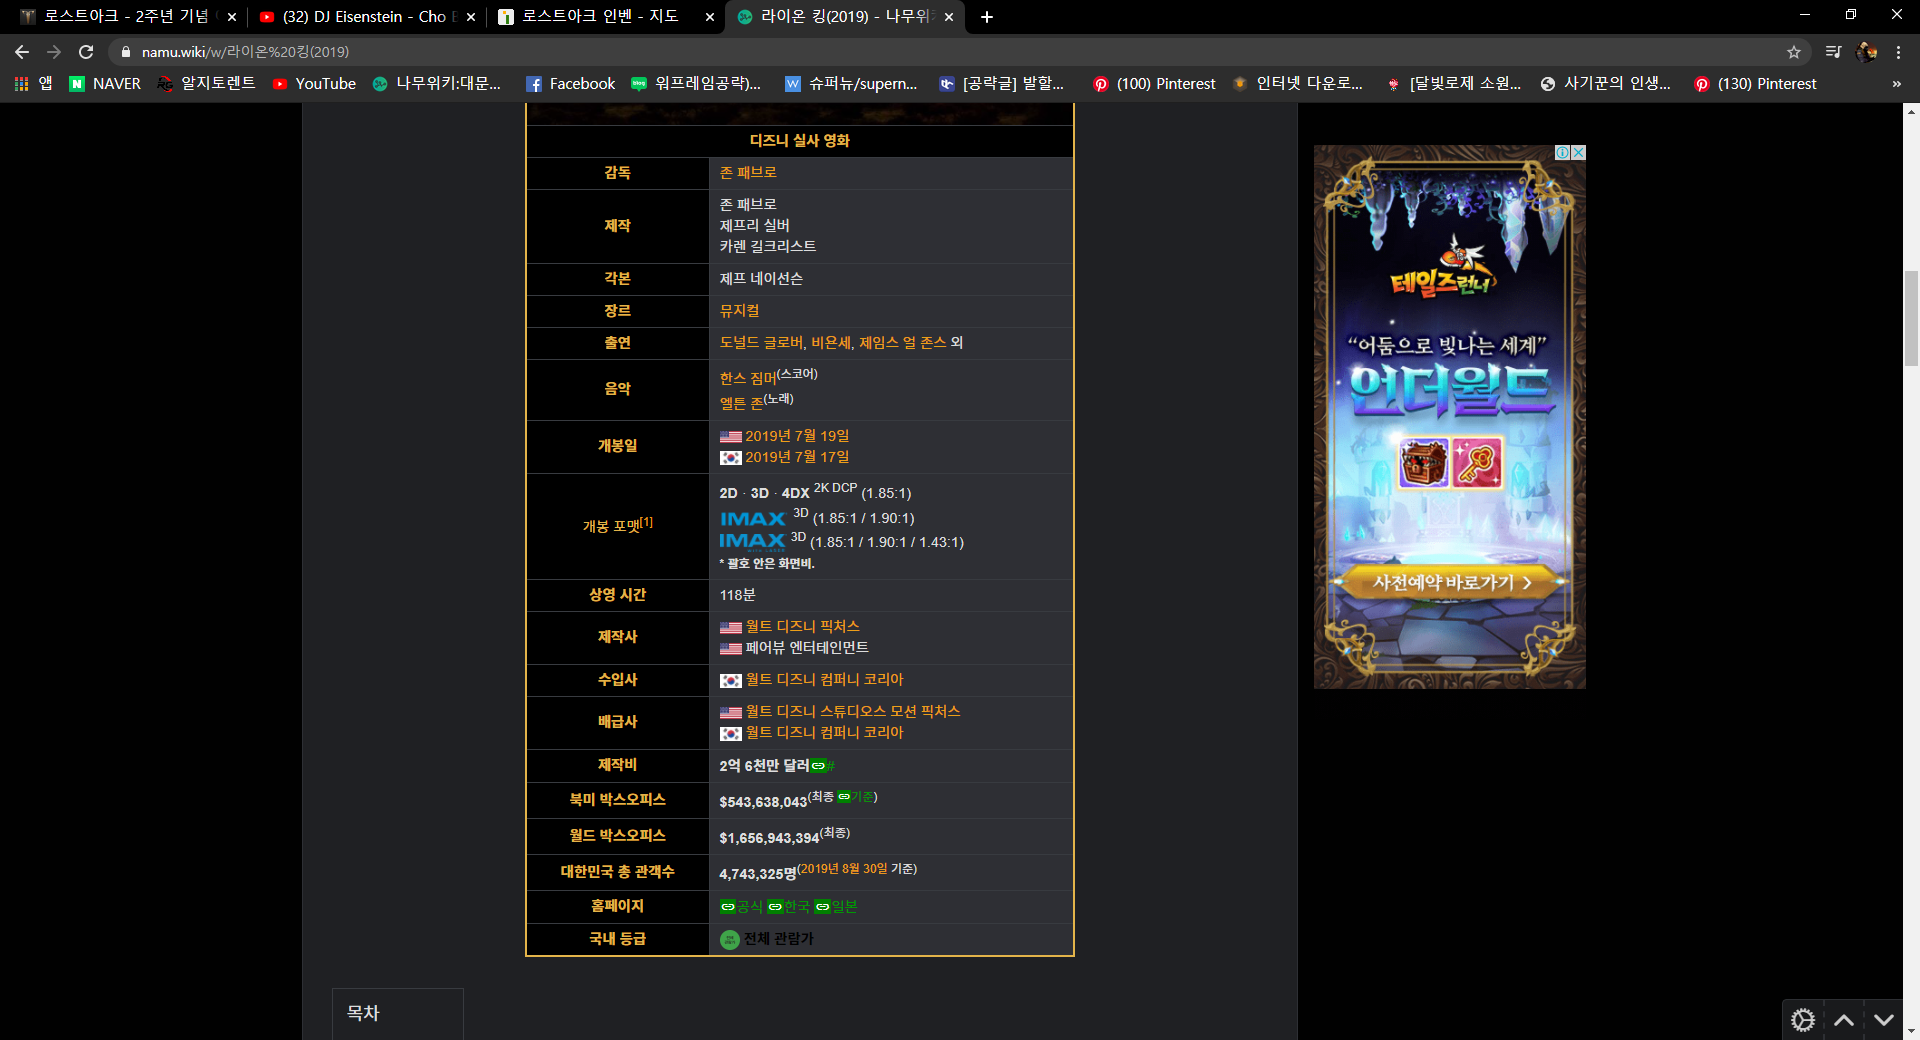 로스트아크 - 2주년 기념
(32) DJ Eisenstein - Cho
로스트아크 인벤 - 지도
라이온 킹(2019) - 나무위키
namu.wiki/w/라이온%20킹(2019)
앱
NAVER
알지토렌트
YouTube
나무위키:대문...
Facebook
워프레임공략)...
슈퍼뉴/supern...
[공략글] 발할...
(100) Pinterest
인터넷 다운로...
[달빛로제 소원...
사기꾼의 인생...
(130) Pinterest
»
디즈니 실사 영화
감독
존 패브로
제작
존 패브로
제프리 실버
카렌 길크리스트
각본
제프 네이선슨
장르
뮤지컬
출연
도널드 글로버, 비욘세, 제임스 얼 존스 외
음악
한스 짐머(스코어)
엘튼 존(노래)
개봉일
2019년 7월 19일
2019년 7월 17일
개봉 포맷[1]
2D · 3D · 4DX 2K DCP (1.85:1)
IMAX 3D (1.85:1 / 1.90:1)
IMAX 3D (1.85:1 / 1.90:1 / 1.43:1)
* 괄호 안은 화면비.
상영 시간
118분
제작사
월트 디즈니 픽처스
페어뷰 엔터테인먼트
수입사
월트 디즈니 컴퍼니 코리아
배급사
월트 디즈니 스튜디오스 모션 픽처스
월트 디즈니 컴퍼니 코리아
제작비
2억 6천만 달러#
북미 박스오피스
$543,638,043(최종 기준)
월드 박스오피스
$1,656,943,394(최종)
대한민국 총 관객수
4,743,325명(2019년 8월 30일 기준)
홈페이지
공식 한국 일본
국내 등급
전체 관람가
목차
테일즈런너
“어둠으로 빛나는 세계”
언더월드
사전예약 바로가기 >